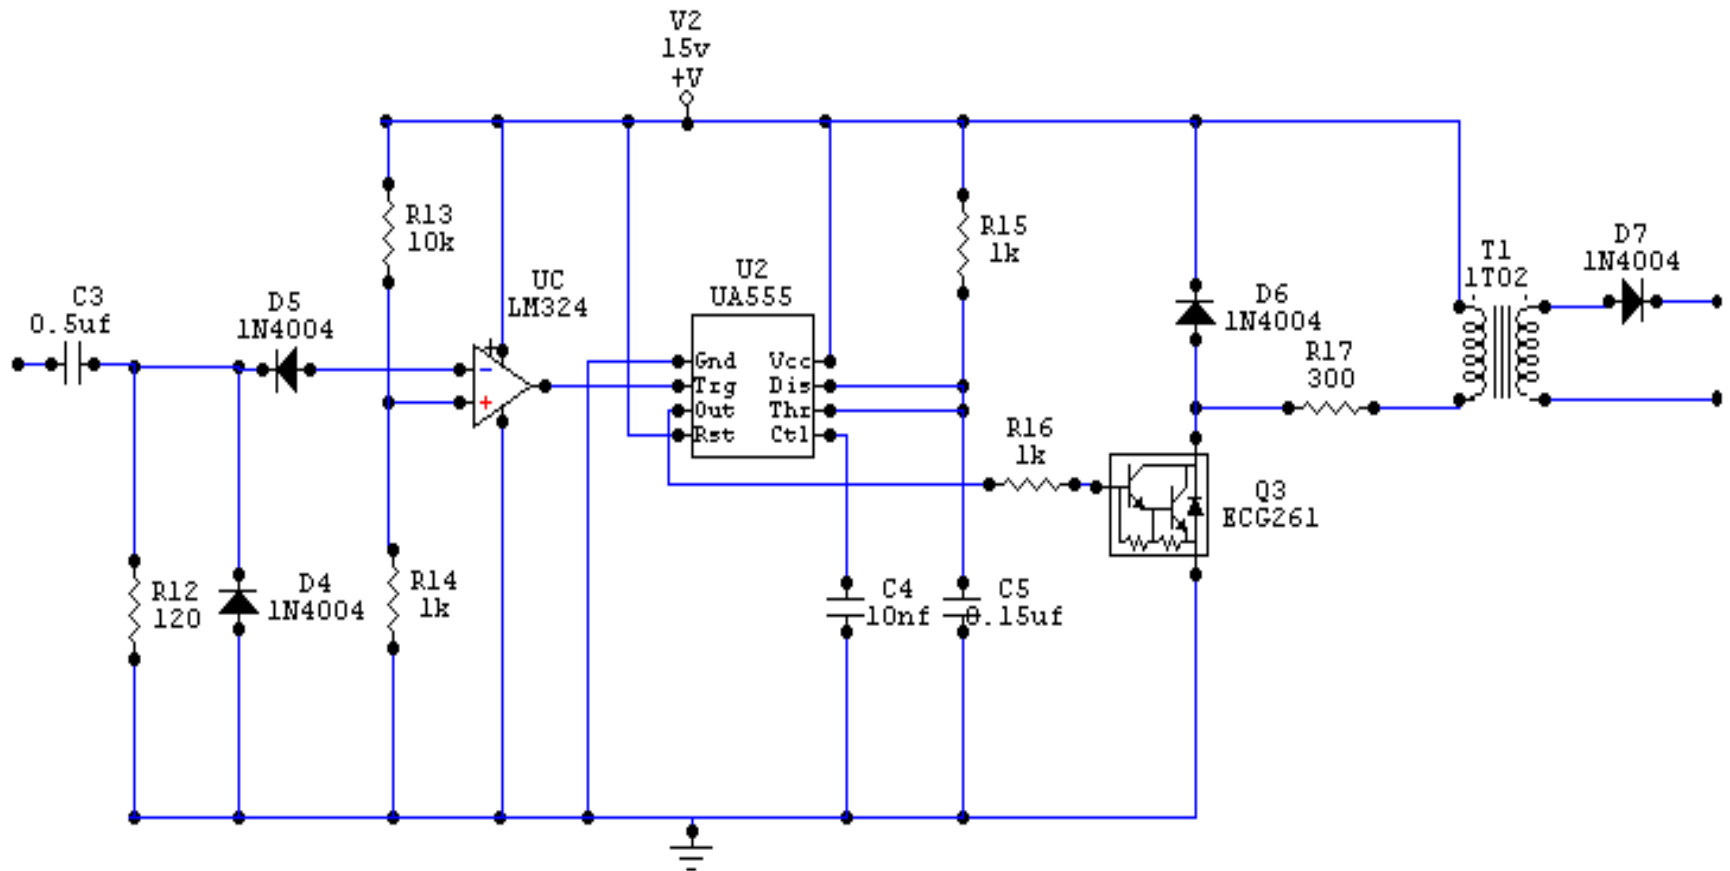 V2
15v
+V
R13
10k
R15
1k
D7
1N4004
T1
1T02
UC
LM324
U2
UA555
C3
0.5uf
D5
1N4004
D6
1N4004
R17
300
+
-
+
Gnd Vcc
Trg Dis
Out Thr
Rst Ctl
R16
1k
Q3
ECG261
R12
120
D4
1N4004
R14
1k
C4
10nf
C5
0.15uf